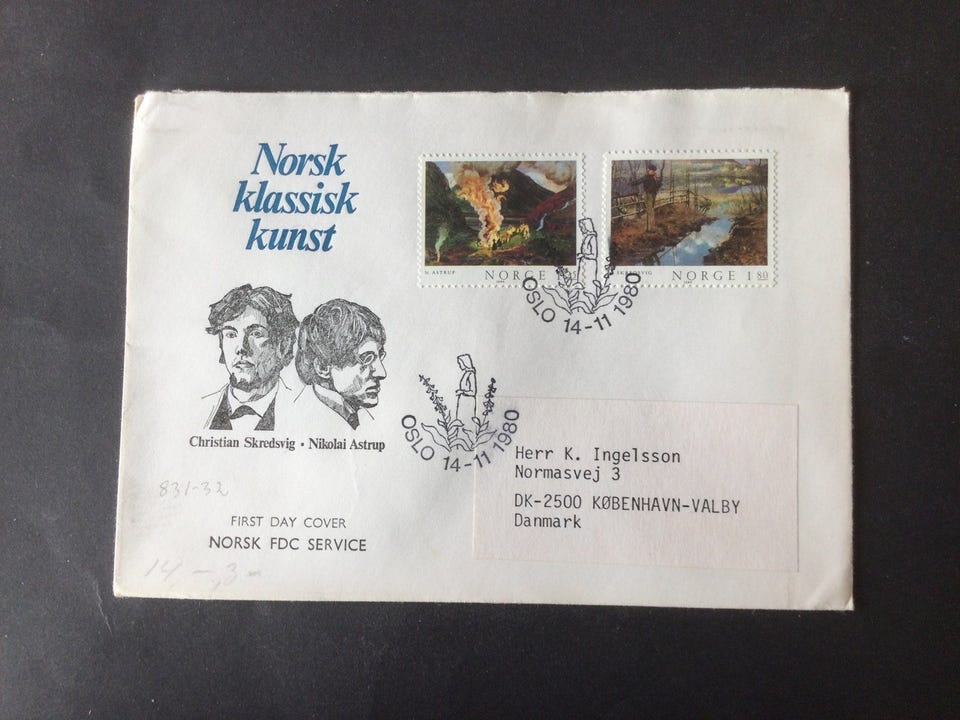 Norsk
klassisk
kunst
N. ASTRUP
NORGE 1
SKREDSVIG
NORGE 1 80
OSLO 14-11 1980
Christian Skredsvig • Nikolai Astrup
OSLO 14-11 1980
Herr K. Ingelsson
Normasvej 3
DK-2500 KØBENHAVN-VALBY
Danmark
831-32
FIRST DAY COVER
NORSK FDC SERVICE
14,-